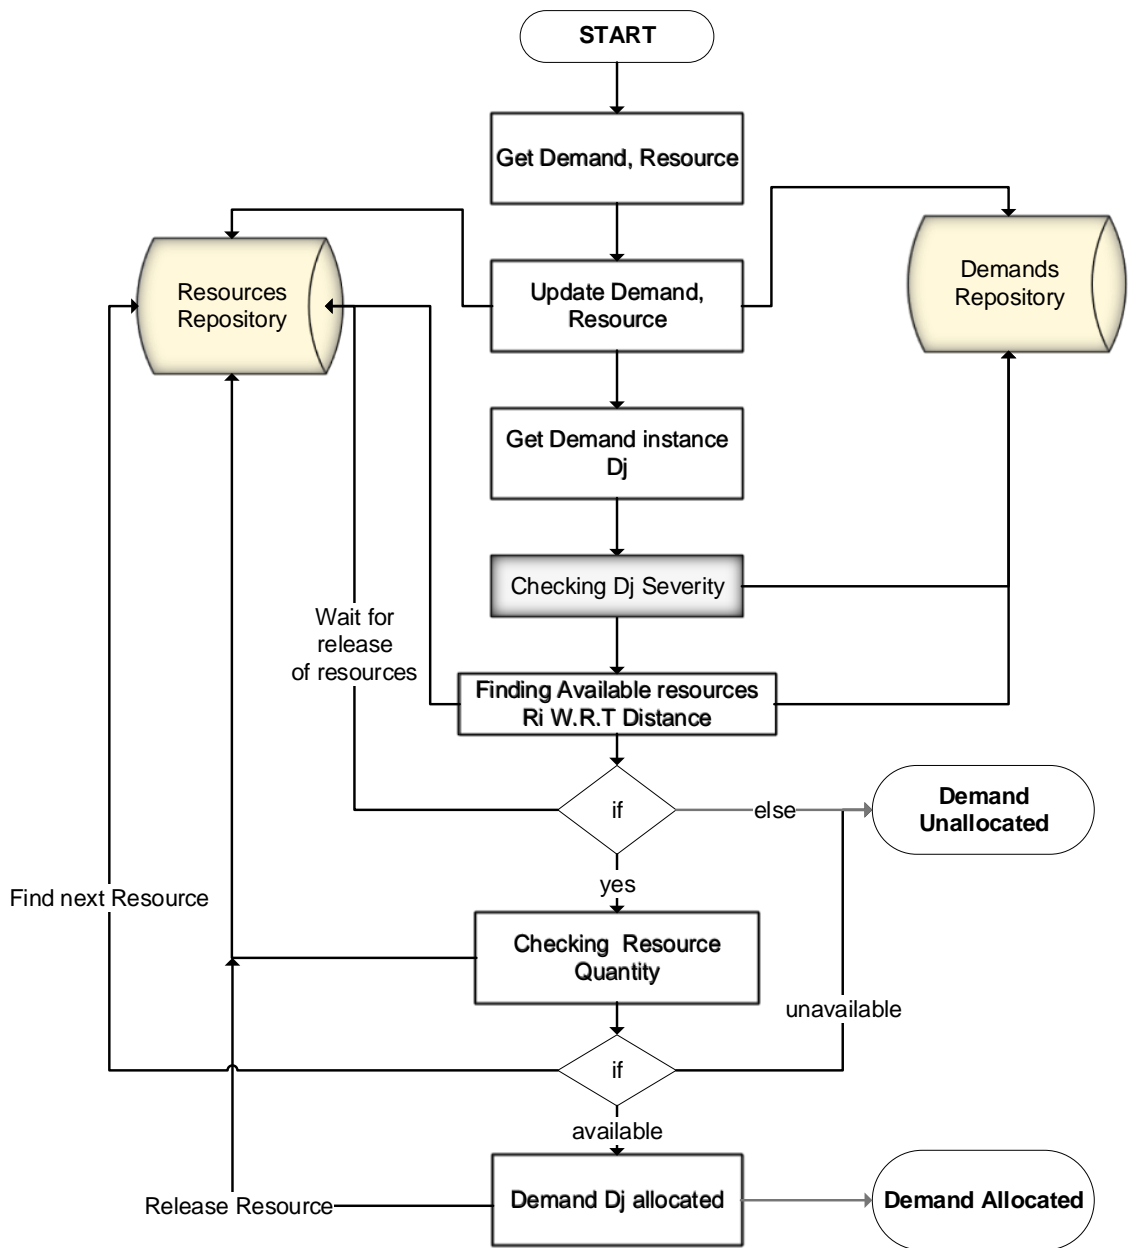 START
Get Demand, Resource
Resources
Repository
Update Demand,
Resource
Demands
Repository
Get Demand instance
Dj
Checking Dj Severity
Wait for
release
of resources
Finding Available resources
Ri W.R.T Distance
if
else
Demand
Unallocated
yes
Find next Resource
Checking Resource
Quantity
unavailable
if
available
Release Resource
Demand Dj allocated
Demand Allocated